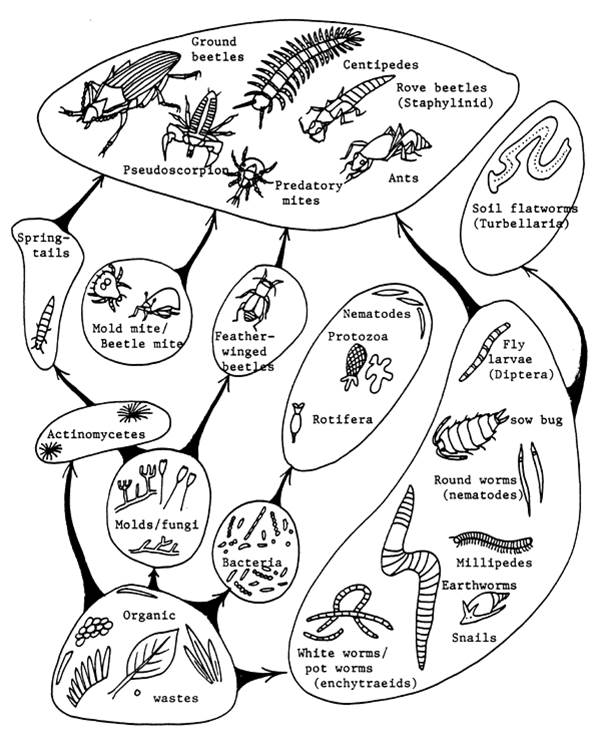 Ground
beetles
Centipedes
Rove beetles
(Staphylinid)
Pseudoscorpion
Predatory
mites
Ants
Soil flatworms
(Turbellaria)
Spring-
tails
Mold mite/
Beetle mite
Feather-
winged
beetles
Nematodes
Protozoa
Rotifera
Fly
larvae
(Diptera)
sow bug
Round worms
(nematodes)
Millipedes
Earthworms
Snails
White worms/
pot worms
(enchytraeids)
Actinomycetes
Molds/fungi
Bacteria
Organic
wastes